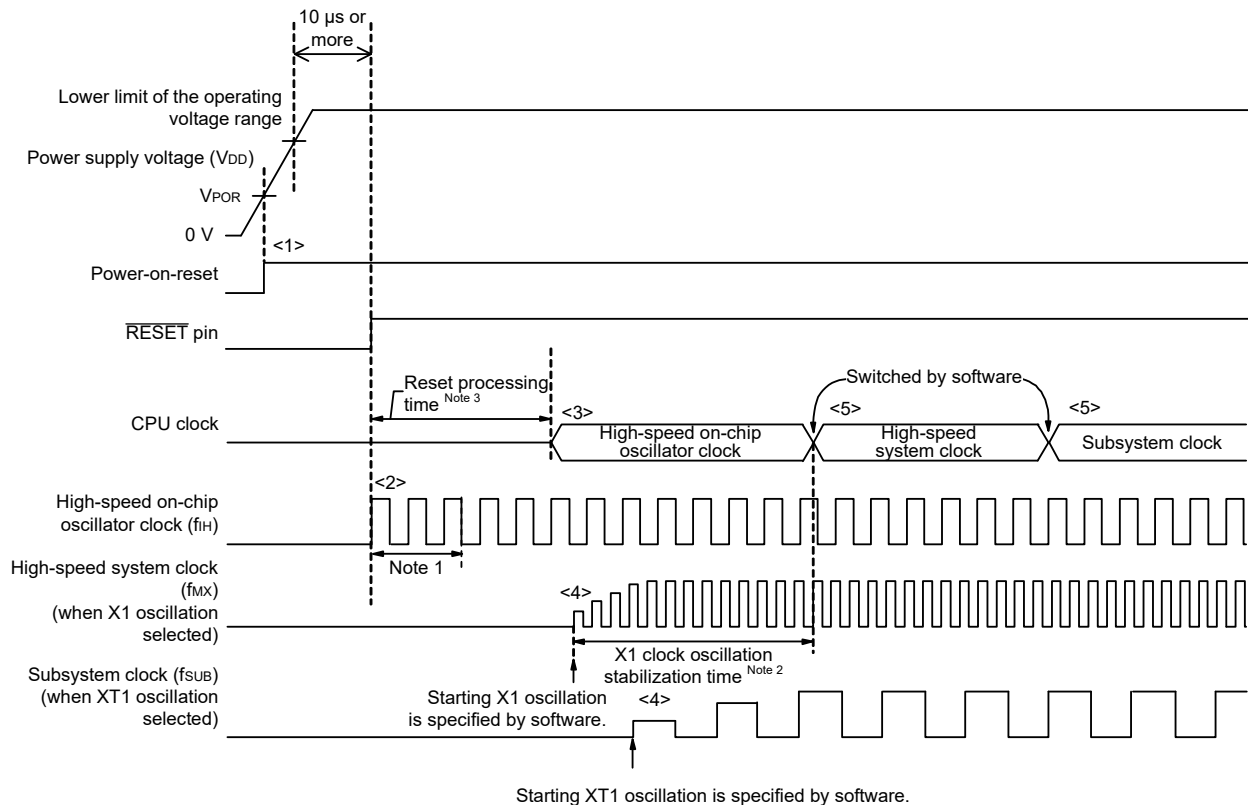 10 µs or
more
Lower limit of the operating
voltage range
Power supply voltage (VDD)
VPOR
0 V
<1>
Power-on-reset
RESET pin
Reset processing
time Note 3
Switched by software
<3>
<5>
<5>
CPU clock
High-speed on-chip
oscillator clock
High-speed
system clock
Subsystem clock
<2>
High-speed on-chip
oscillator clock (fIH)
Note 1
High-speed system clock
(fMX)
(when X1 oscillation
selected)
<4>
X1 clock oscillation
stabilization time Note 2
Subsystem clock (fSUB)
(when XT1 oscillation
selected)
Starting X1 oscillation
is specified by software.
<4>
Starting XT1 oscillation is specified by software.